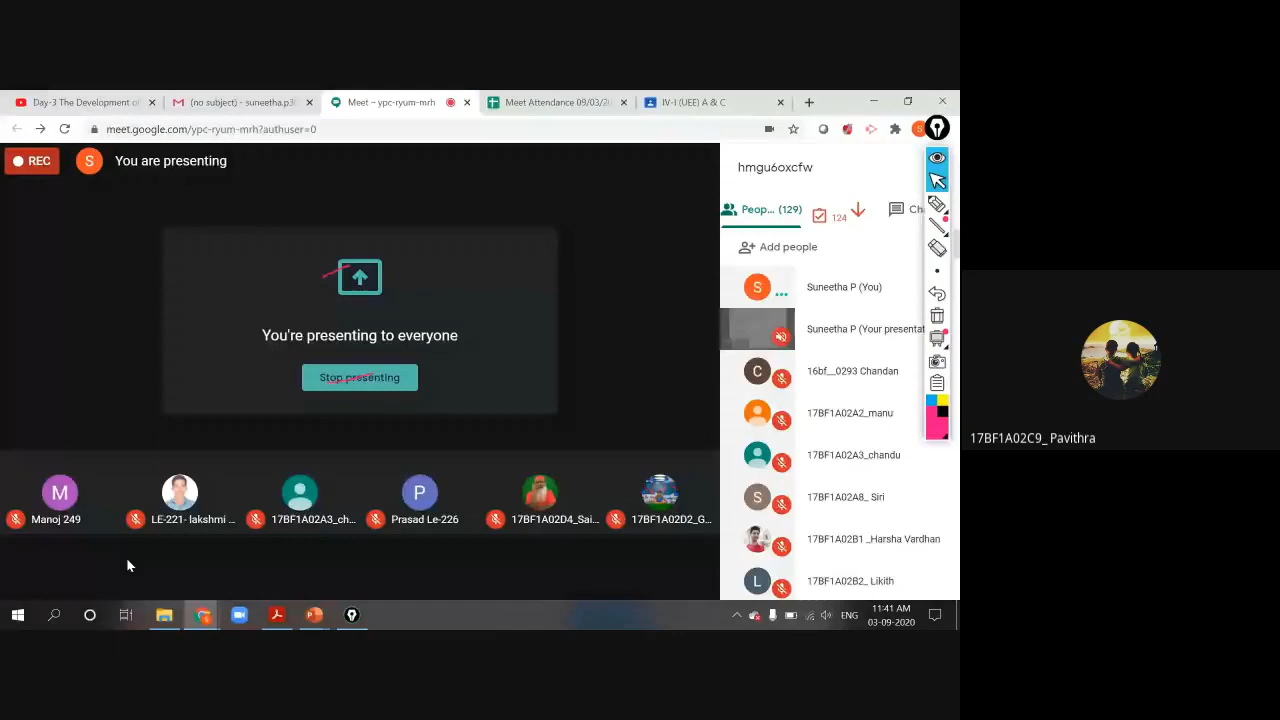 Day-3 The Development of
(no subject) - suneetha.p3
Meet – ypc-ryum-mrh
Meet Attendance 09/03/20
IV-I (UEE) A & C
meet.google.com/ypc-ryum-mrh?authuser=0
REC
S
You are presenting
hmgu6oxcfw
Peop... (129)
124
Ch
Add people
You're presenting to everyone
Stop presenting
S
Suneetha P (You)
Suneetha P (Your presentat
C
16bf__0293 Chandan
17BF1A02A2_manu
17BF1A02A3_chandu
S
17BF1A02A8_ Siri
17BF1A02B1 _Harsha Vardhan
L
17BF1A02B2_ Likith
M
P
Manoj 249
LE-221- lakshmi ...
17BF1A02A3_ch...
Prasad Le-226
17BF1A02D4_Sai...
17BF1A02D2_G...
17BF1A02C9_ Pavithra
ENG
11:41 AM
03-09-2020